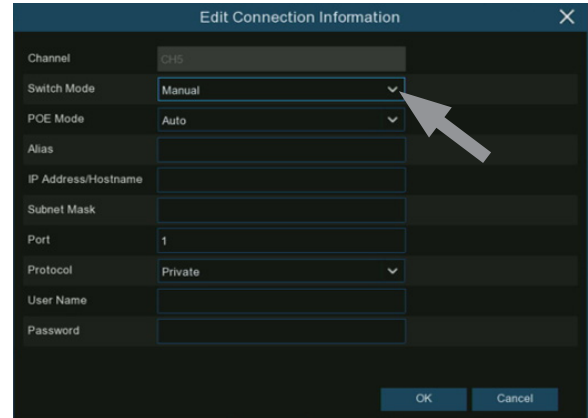 Edit Connection Information
Channel CH5
Switch Mode Manual
POE Mode Auto
Alias
IP Address/Hostname
Subnet Mask
Port 1
Protocol Private
User Name
Password
OK Cancel